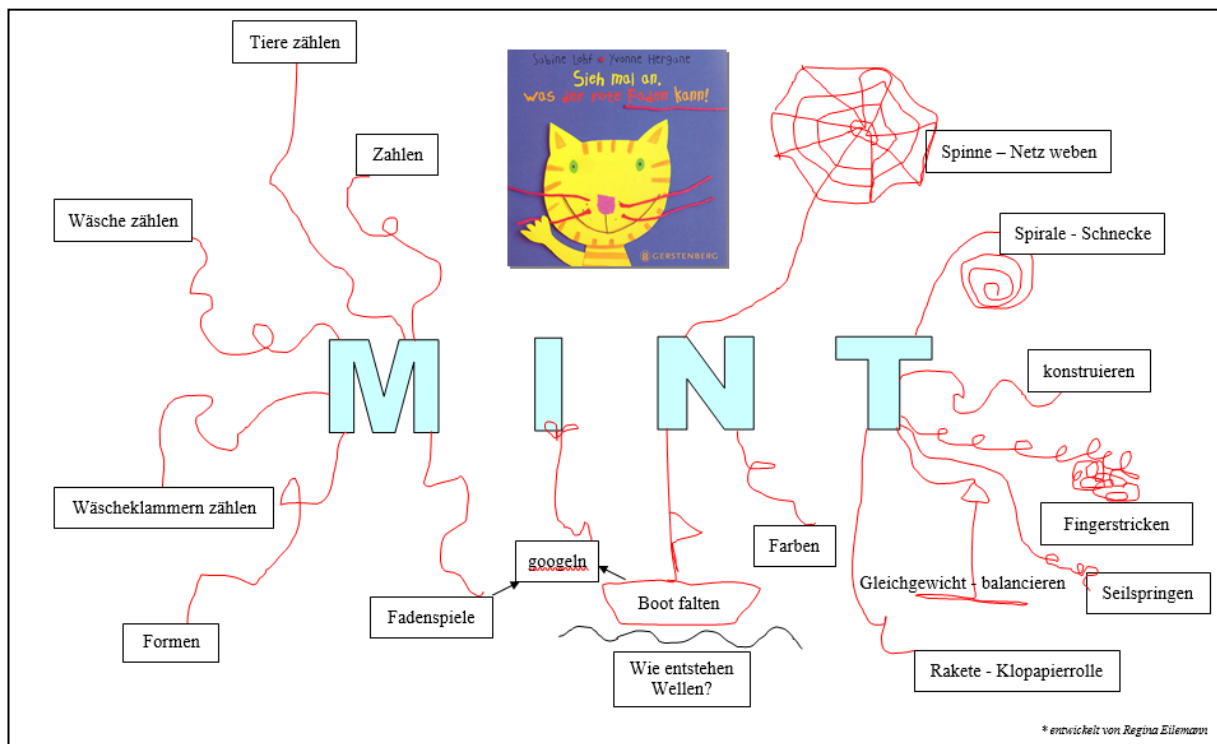 Tiere zählen
Sabine Lohf • Yvonne Hergane
Sieh mal an,
was der rote Faden kann!
GERSTENBERG
Zahlen
Spinne – Netz weben
Wäsche zählen
Spirale - Schnecke
MINT
konstruieren
Wäscheklammern zählen
Fingerstricken
Farben
googeln
Gleichgewicht - balancieren
Seilspringen
Boot falten
Fadenspiele
Formen
Wie entstehen
Wellen?
Rakete - Klopapierrolle
* entwickelt von Regina Eilemann